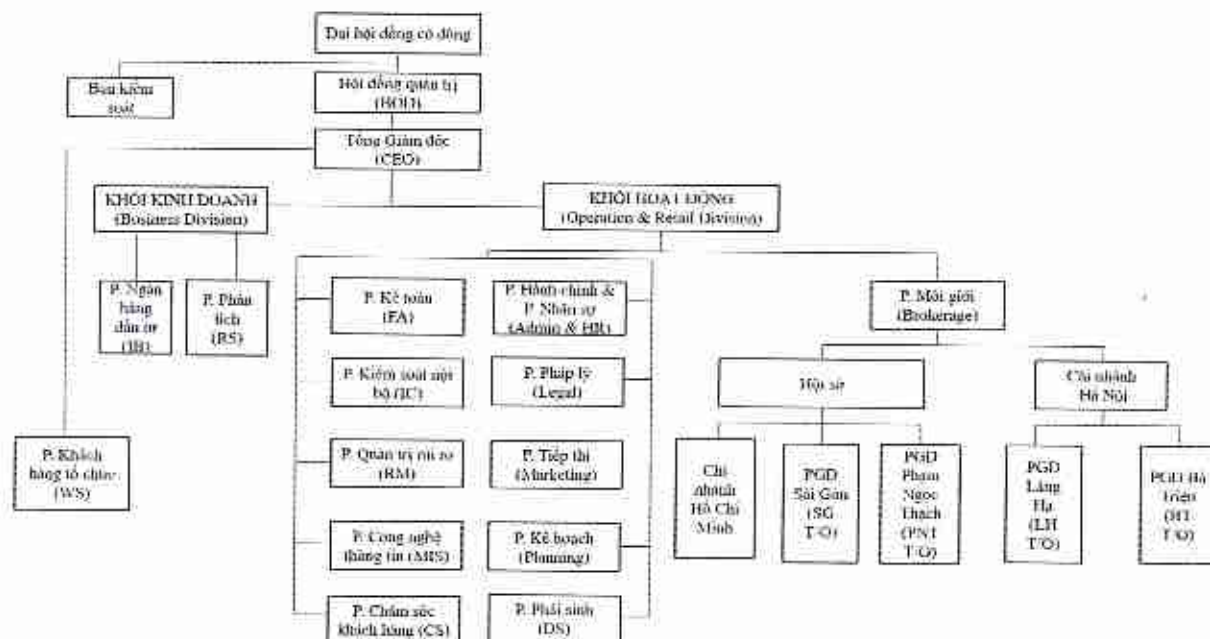 Đại hội đồng cổ đông
Ban kiểm
soát
Hội đồng quản trị
(BOD)
Tổng Giám đốc
(CEO)
KHỐI KINH DOANH
(Business Division)
KHỐI HOẠT ĐỘNG
(Operation & Retail Division)
P. Ngân
hàng
đầu tư
(IB)
P. Phân
tích
(RS)
P. Kế toán
(FA)
P. Hành chính &
P. Nhân sự
(Admin & HR)
P. Môi giới
(Brokerage)
P. Kiểm soát nội
bộ (IC)
P. Pháp lý
(Legal)
Hội sở
Chi nhánh
Hà Nội
P. Khách
hàng tổ chức
(WS)
P. Quản trị rủi ro
(RM)
P. Tiếp thị
(Marketing)
Chi
nhánh
Hồ Chí
Minh
PGD
Sài Gòn
(SG
T/O)
PGD
Phạm
Ngọc
Thạch
(PNT
T/O)
PGD
Láng
Hạ
(LH
T/O)
PGD Bà
Triệu
(BT
T/O)
P. Công nghệ
thông tin (MIS)
P. Kế hoạch
(Planning)
P. Chăm sóc
khách hàng (CS)
P. Phái sinh
(DS)